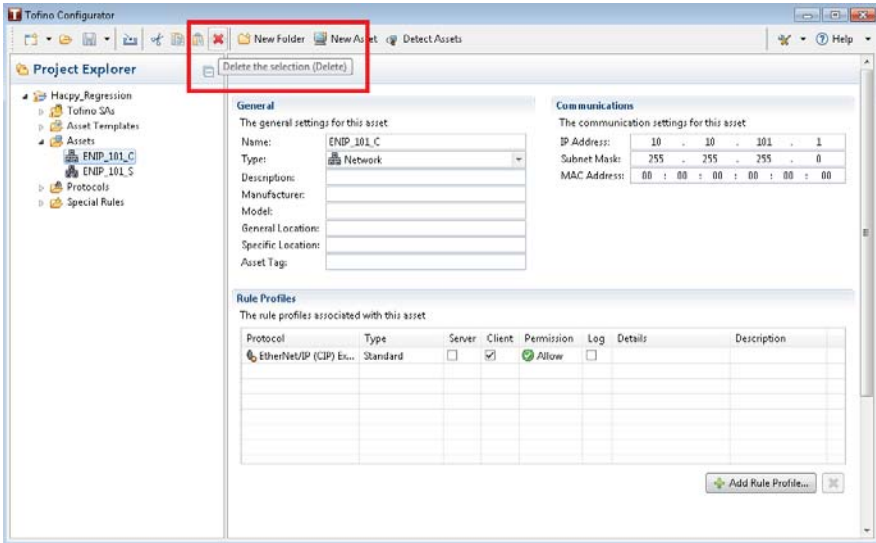 Tofino Configurator
New Folder New Asset Detect Assets Help
Delete the selection (Delete)
Project Explorer
Hacpy_Regression
Tofino SAs
Asset Templates
Assets
ENIP_101_C
ENIP_101_S
Protocols
Special Rules
General
The general settings for this asset
Name: ENIP_101_C
Type: Network
Description:
Manufacturer:
Model:
General Location:
Specific Location:
Asset Tag:
Communications
The communication settings for this asset
IP Address: 10 . 10 . 101 . 1
Subnet Mask: 255 . 255 . 255 . 0
MAC Address: 00 : 00 : 00 : 00 : 00 : 00
Rule Profiles
The rule profiles associated with this asset
Protocol Type Server Client Permission Log Details Description
EtherNet/IP (CIP) Ex... Standard Allow
Add Rule Profile...